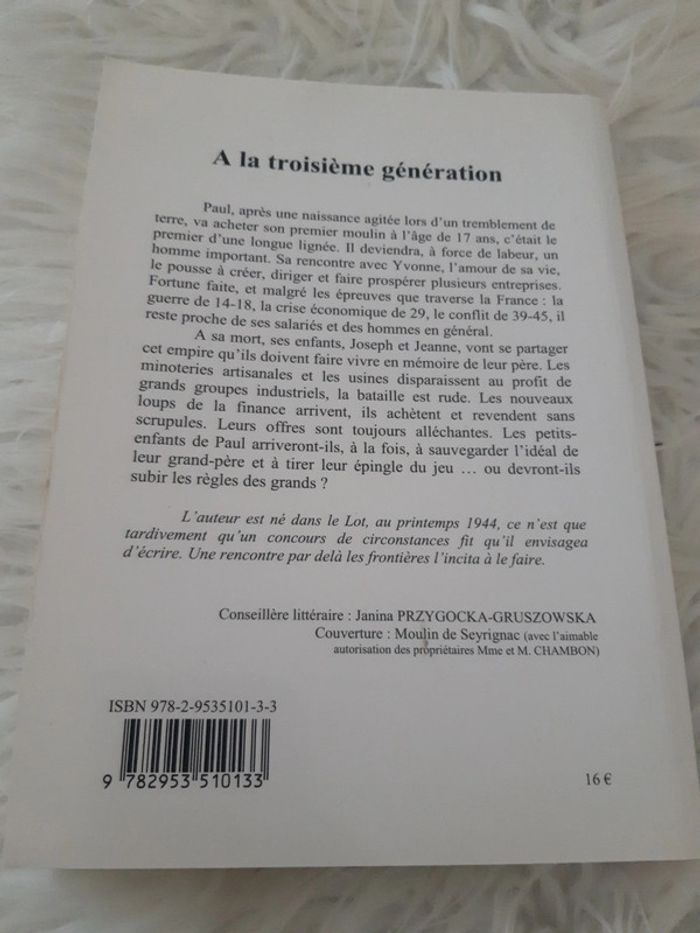 A la troisième génération
Paul, après une naissance agitée lors d'un tremblement de
terre, va acheter son premier moulin à l'âge de 17 ans, c'était le
premier d'une longue lignée. Il deviendra, à force de labeur, un
homme important. Sa rencontre avec Yvonne, l'amour de sa vie,
le pousse à créer, diriger et faire prospérer plusieurs entreprises.
Fortune faite, et malgré les épreuves que traverse la France : la
guerre de 14-18, la crise économique de 29, le conflit de 39-45, il
reste proche de ses salariés et des hommes en général.
A sa mort, ses enfants, Joseph et Jeanne, vont se partager
cet empire qu'ils doivent faire vivre en mémoire de leur père. Les
minoteries artisanales et les usines disparaissent au profit de
grands groupes industriels, la bataille est rude. Les nouveaux
loups de la finance arrivent, ils achètent et revendent sans
scrupules. Leurs offres sont toujours alléchantes. Les petits-
enfants de Paul arriveront-ils, à la fois, à sauvegarder l'idéal de
leur grand-père et à tirer leur épingle du jeu … ou devront-ils
subir les règles des grands ?
L'auteur est né dans le Lot, au printemps 1944, ce n'est que
tardivement qu'un concours de circonstances fit qu'il envisagea
d'écrire. Une rencontre par delà les frontières l'incita à le faire.
Conseillère littéraire : Janina PRZYGOCKA-GRUSZOWSKA
Couverture : Moulin de Seyrignac (avec l'aimable
autorisation des propriétaires Mme et M. CHAMBON)
ISBN 978-2-9535101-3-3
9 782953 510133
16 €